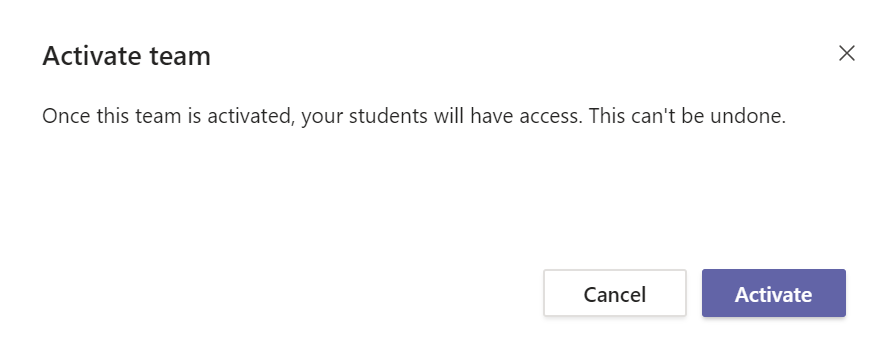 Activate team
Once this team is activated, your students will have access. This can't be undone.
Cancel
Activate